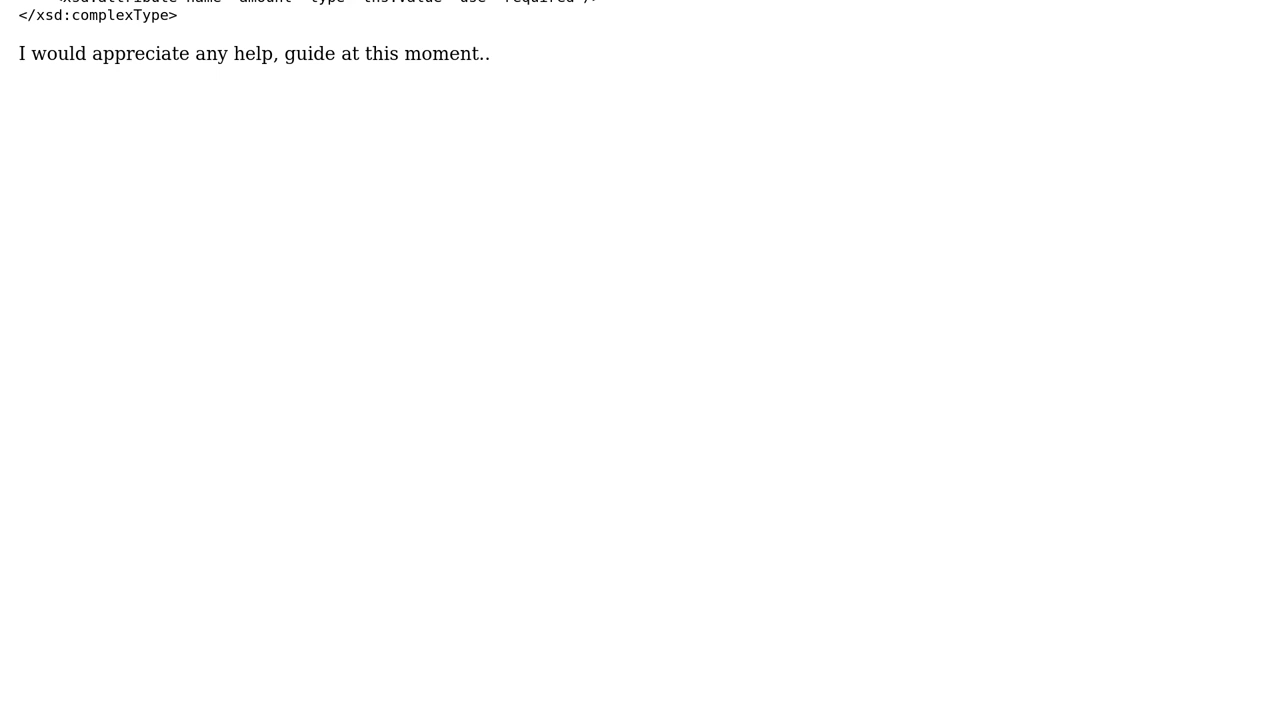 </xsd:complexType>
I would appreciate any help, guide at this moment..